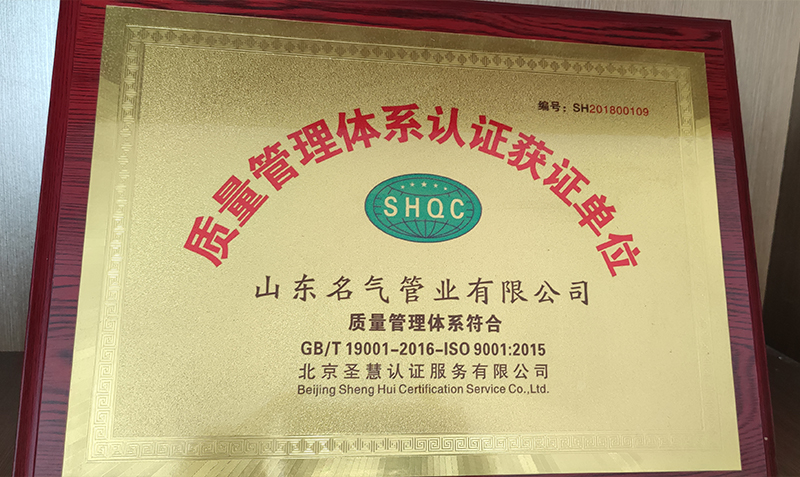 编号：SH201800109
质量管理体系认证获证单位
SHQC
山东名气管业有限公司
质量管理体系符合
GB/T 19001-2016-ISO 9001:2015
北京圣慧认证服务有限公司
Beijing Sheng Hui Certification Service Co.,Ltd.